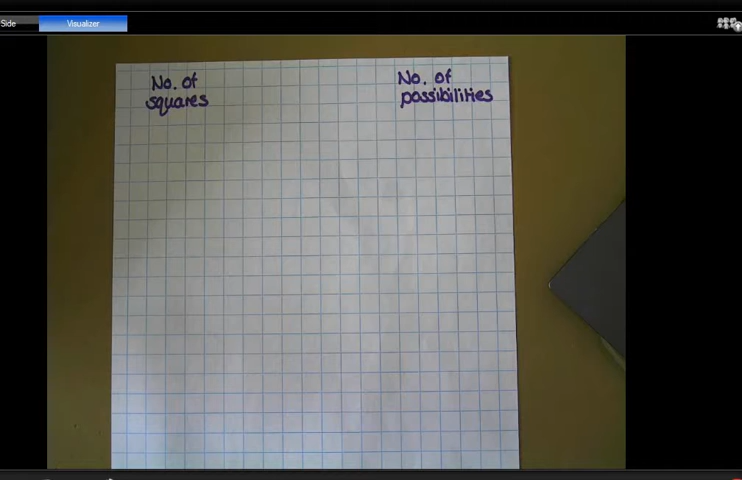 Side
Visualizer
No. of
squares
No. of
possibilities